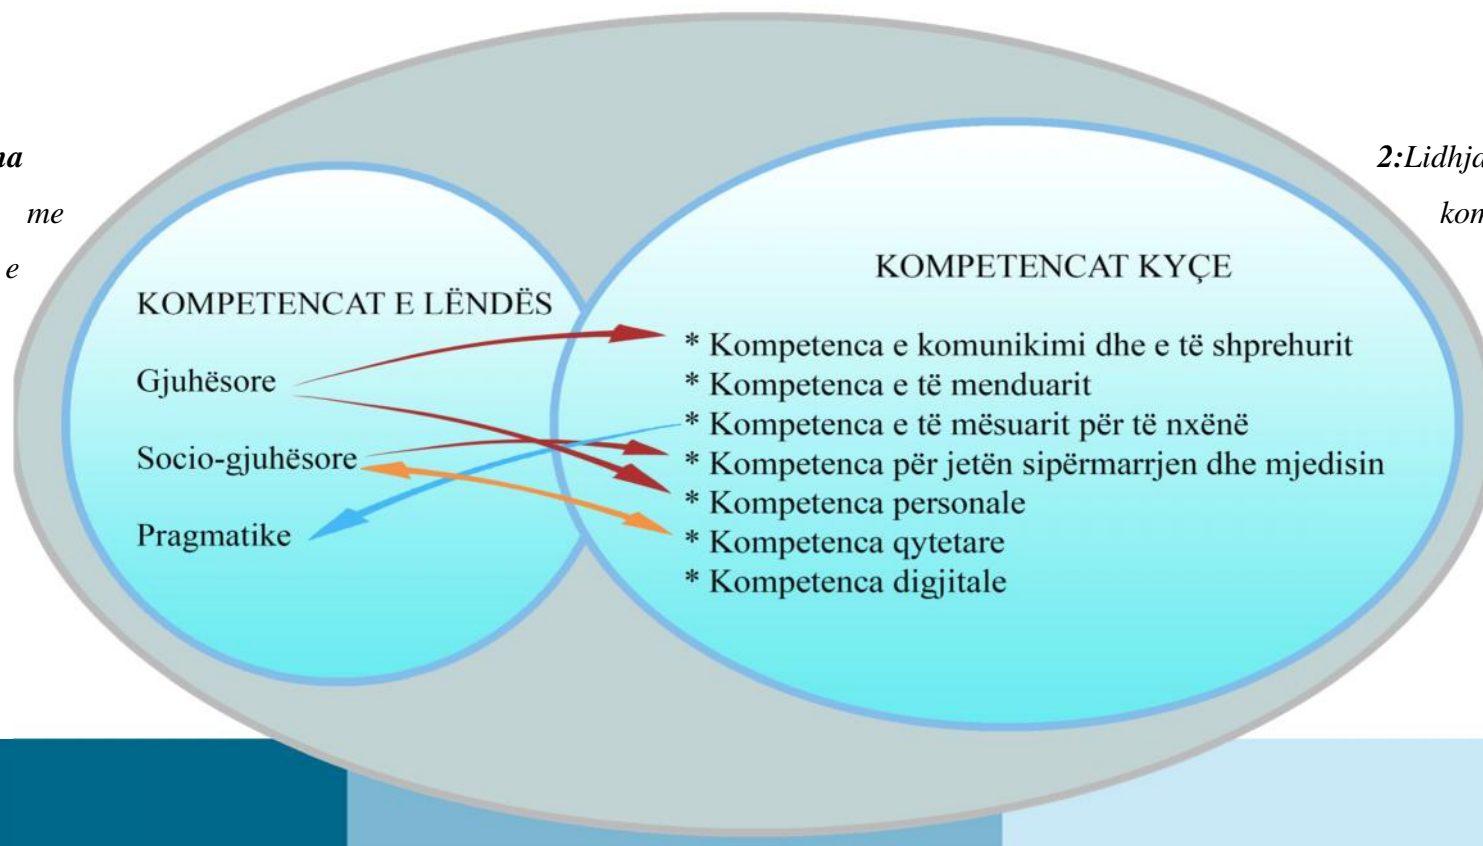 na
me
e
2:Lidhja
kom
KOMPETENCAT E LËNDËS
Gjuhësore
Socio-gjuhësore
Pragmatike
KOMPETENCAT KYÇE
* Kompetenca e komunikimi dhe e të shprehurit
* Kompetenca e të menduarit
* Kompetenca e të mësuarit për të nxënë
* Kompetenca për jetën sipërmarrjen dhe mjedisin
* Kompetenca personale
* Kompetenca qytetare
* Kompetenca digjitale